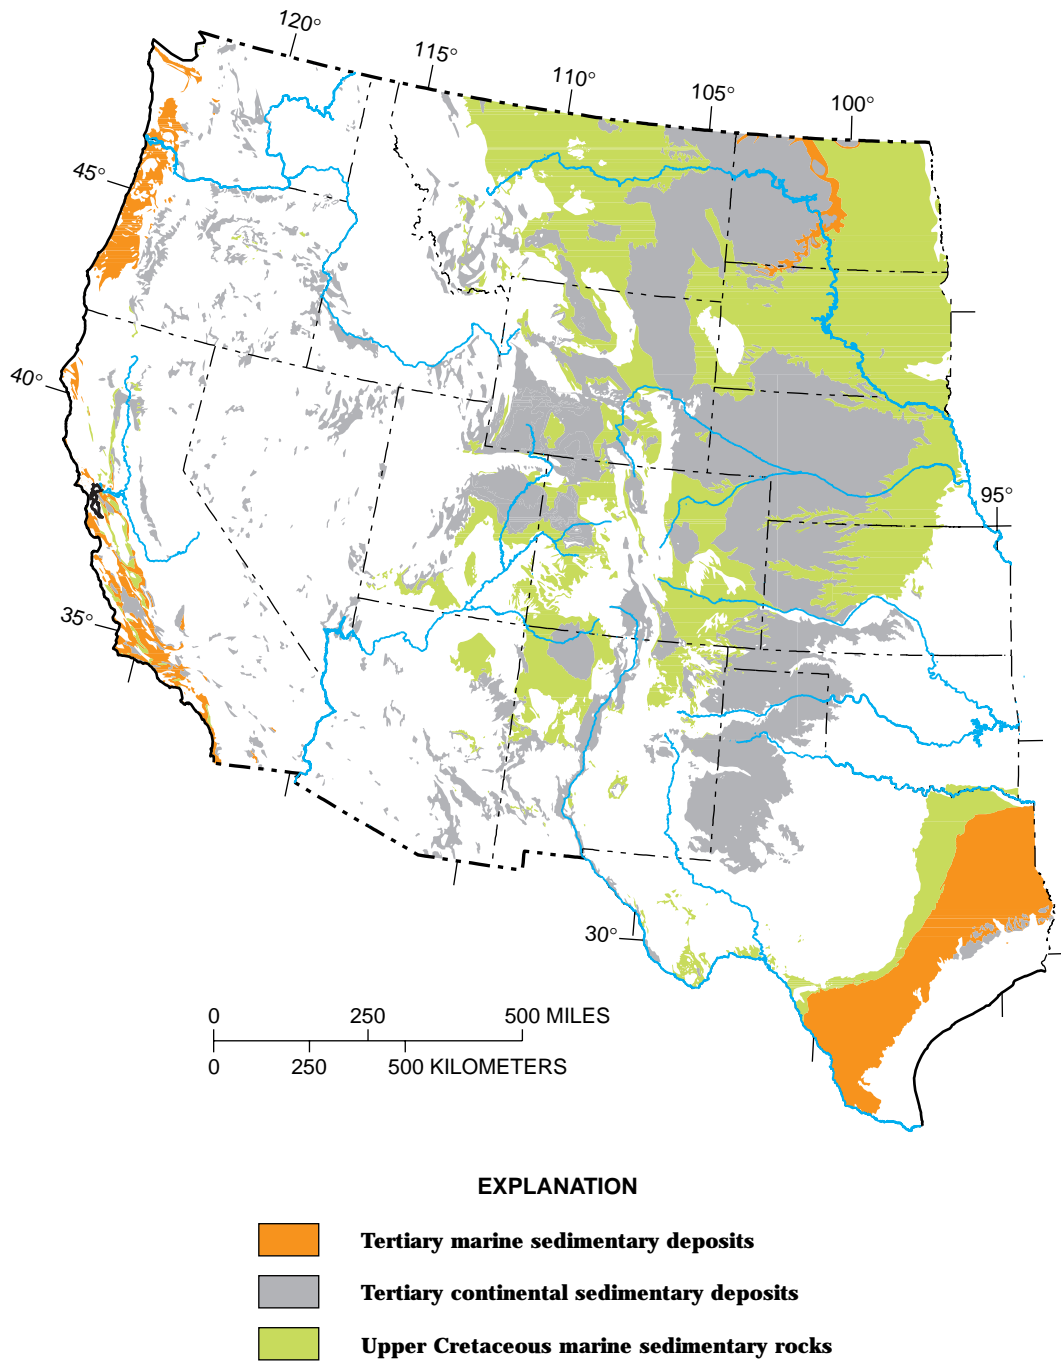 120°
115°
110°
105°
100°
45°
40°
95°
35°
30°
0 250 500 MILES
0 250 500 KILOMETERS
EXPLANATION
Tertiary marine sedimentary deposits
Tertiary continental sedimentary deposits
Upper Cretaceous marine sedimentary rocks